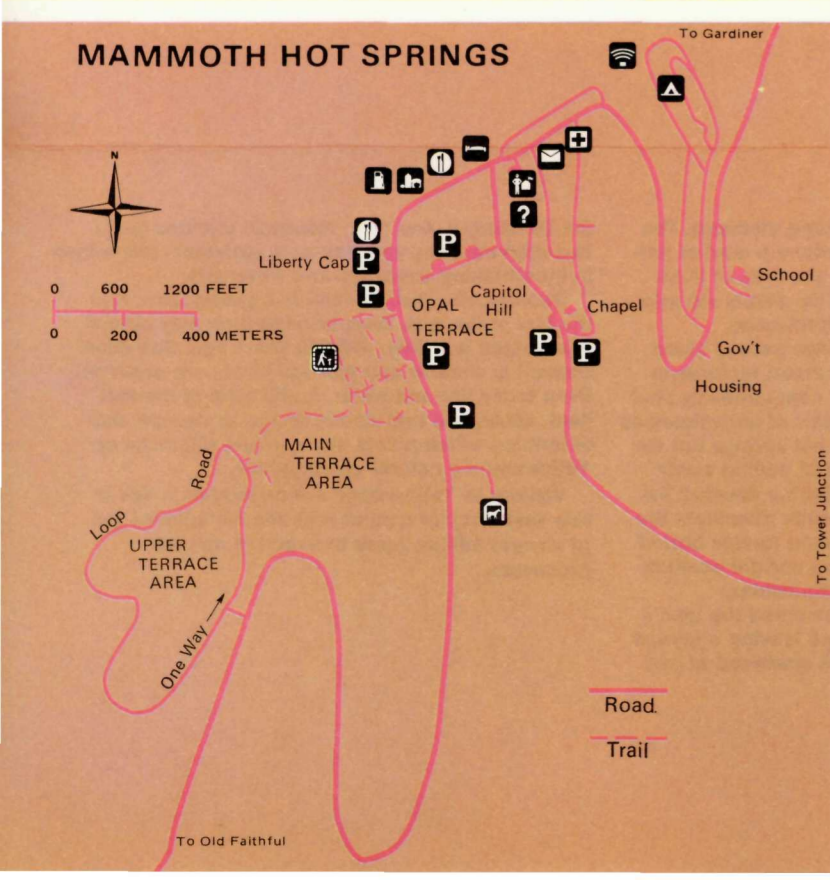 MAMMOTH HOT SPRINGS
To Gardiner
N
Liberty Cap
P
P
P
0 600 1200 FEET
0 200 400 METERS
?
OPAL
TERRACE
Capitol
Hill
Chapel
School
P
P
P
P
Gov't
Housing
MAIN
TERRACE
AREA
Loop Road
UPPER
TERRACE
AREA
One Way
To Tower Junction
Road.
Trail
To Old Faithful